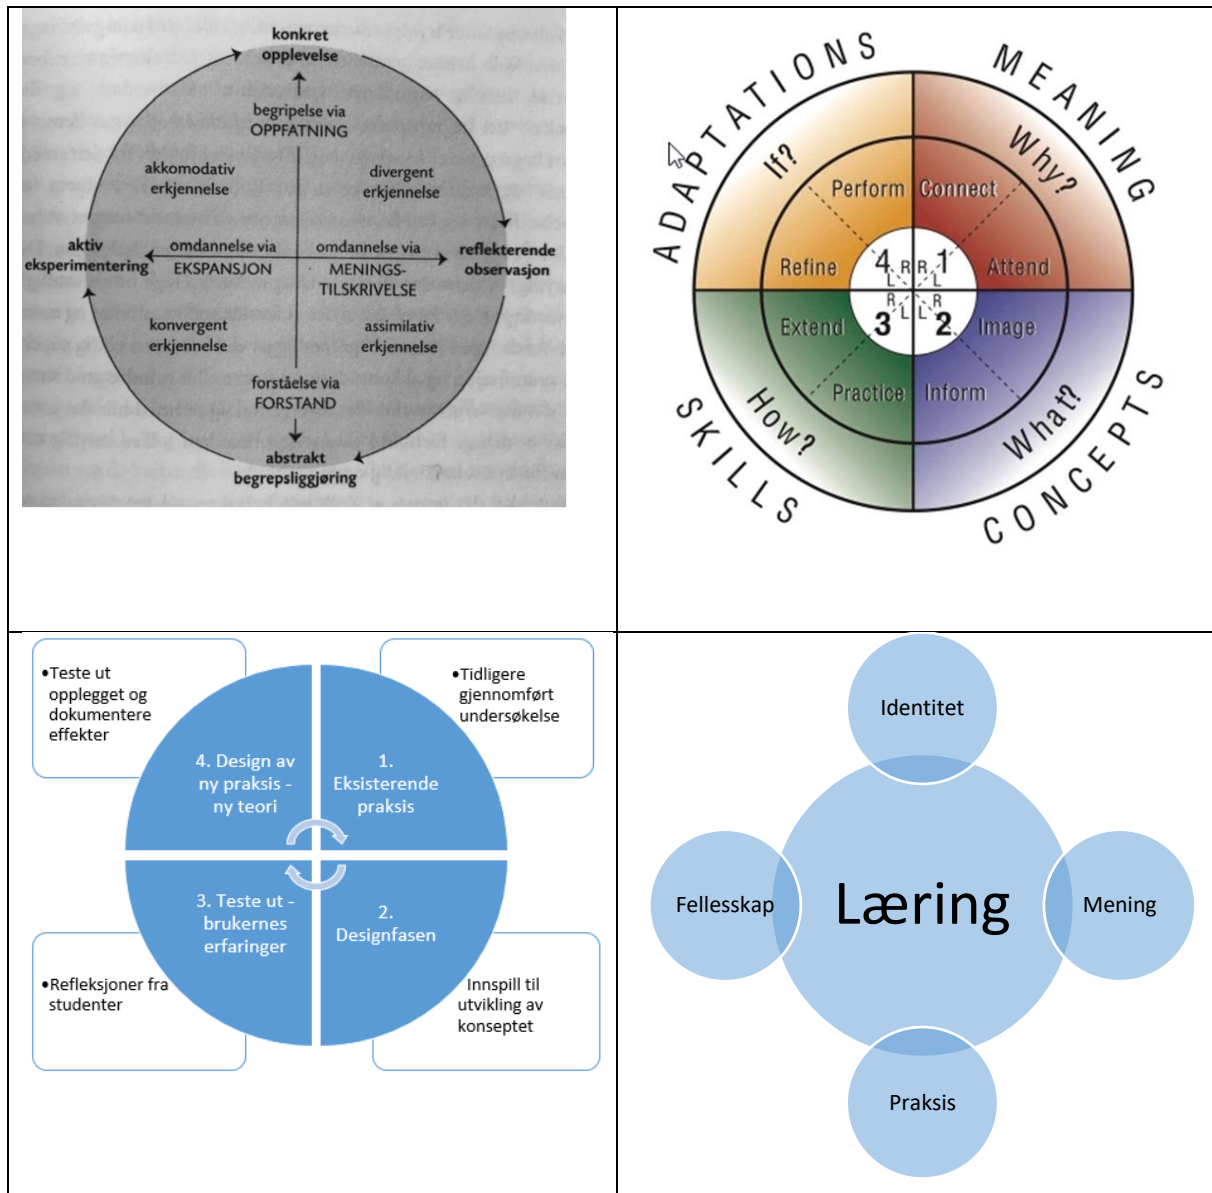 konkret
opplevelse
begripelse via
OPPFATNING
akkomodativ
erkjennelse
divergent
erkjennelse
aktiv
eksperimentering
omdannelse via
EKSPANSJON
omdannelse via
MENINGS-
TILSKRIVELSE
reflekterende
observasjon
konvergent
erkjennelse
assimilativ
erkjennelse
forståelse via
FORSTAND
abstrakt
begrepsliggjøring
ADAPTATIONS
MEANING
If?
Why?
Perform
Connect
Refine
Attend
4 R R 1
L L
R R
3 L L 2
Extend
Image
Practice
Inform
How?
What?
SKILLS
CONCEPTS
•Teste ut
opplegget og
dokumentere
effekter
•Tidligere
gjennomført
undersøkelse
4. Design av
ny praksis -
ny teori
1.
Eksisterende
praksis
3. Teste ut -
brukernes
erfaringer
2.
Designfasen
•Refleksjoner fra
studenter
Innspill til
utvikling av
konseptet
Identitet
Fellesskap
Læring
Mening
Praksis